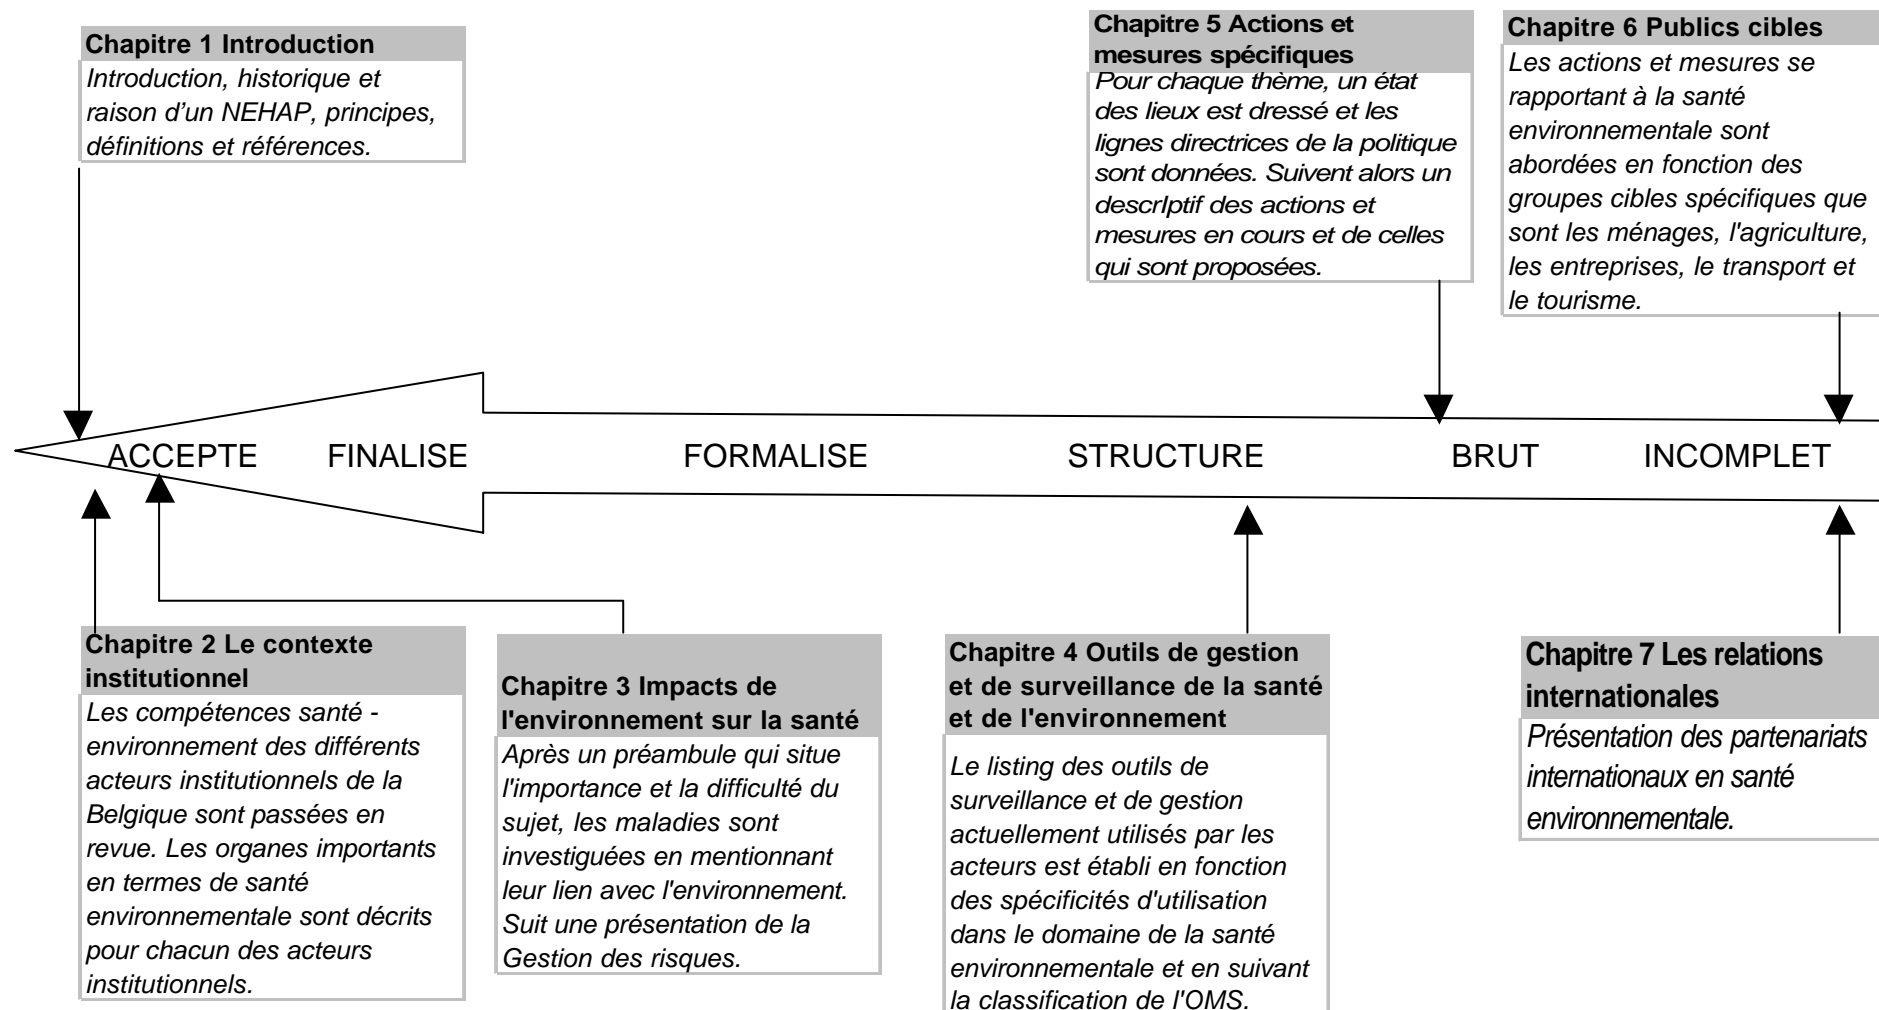 Chapitre 1 Introduction
Introduction, historique et
raison d’un NEHAP, principes,
définitions et références.
Chapitre 5 Actions et
mesures spécifiques
Pour chaque thème, un état
des lieux est dressé et les
lignes directrices de la politique
sont données. Suivent alors un
descrIptif des actions et
mesures en cours et de celles
qui sont proposées.
Chapitre 6 Publics cibles
Les actions et mesures se
rapportant à la santé
environnementale sont
abordées en fonction des
groupes cibles spécifiques que
sont les ménages, l'agriculture,
les entreprises, le transport et
le tourisme.
ACCEPTE FINALISE FORMALISE STRUCTURE BRUT INCOMPLET
Chapitre 2 Le contexte
institutionnel
Les compétences santé -
environnement des différents
acteurs institutionnels de la
Belgique sont passées en
revue. Les organes importants
en termes de santé
environnementale sont décrits
pour chacun des acteurs
institutionnels.
Chapitre 3 Impacts de
l'environnement sur la santé
Après un préambule qui situe
l'importance et la difficulté du
sujet, les maladies sont
investiguées en mentionnant
leur lien avec l'environnement.
Suit une présentation de la
Gestion des risques.
Chapitre 4 Outils de gestion
et de surveillance de la santé
et de l'environnement
Le listing des outils de
surveillance et de gestion
actuellement utilisés par les
acteurs est établi en fonction
des spécificités d'utilisation
dans le domaine de la santé
environnementale et en suivant
la classification de l'OMS.
Chapitre 7 Les relations
internationales
Présentation des partenariats
internationaux en santé
environnementale.